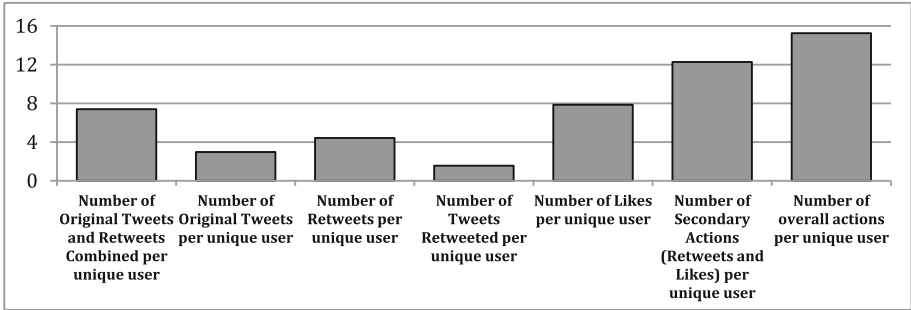 16
12
8
4
0
Number of
Original Tweets
and Retweets
Combined per
unique user
Number of
Original Tweets
per unique user
Number of
Retweets per
unique user
Number of
Tweets
Retweeted per
unique user
Number of Likes
per unique user
Number of
Secondary
Actions
(Retweets and
Likes) per
unique user
Number of
overall actions
per unique user